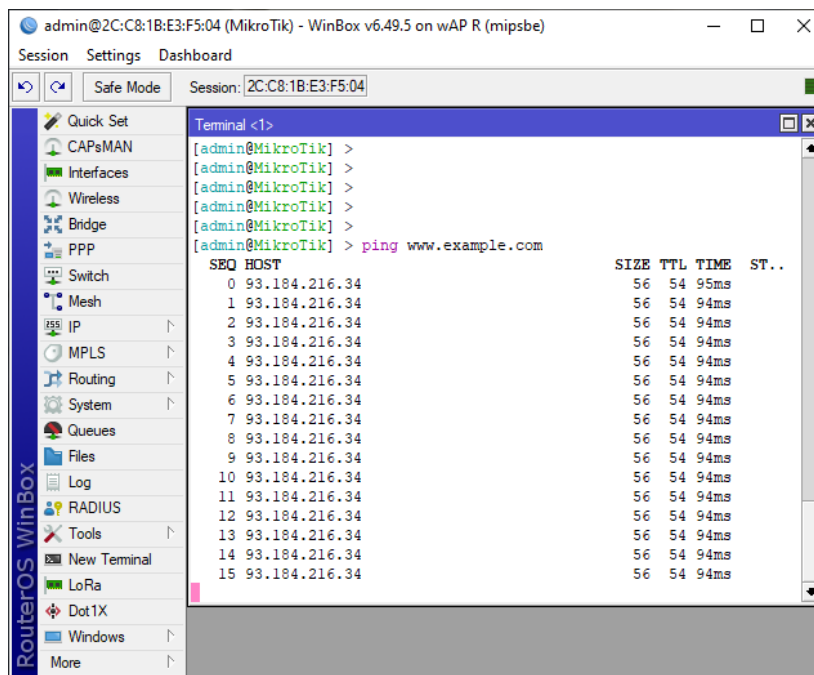 admin@2C:C8:1B:E3:F5:04 (MikroTik) - WinBox v6.49.5 on wAP R (mipsbe)
Session Settings Dashboard
Safe Mode Session: 2C:C8:1B:E3:F5:04
Quick Set
CAPsMAN
Interfaces
Wireless
Bridge
PPP
Switch
Mesh
255 IP
MPLS
Routing
System
Queues
Files
Log
RADIUS
Tools
New Terminal
LoRa
Dot1X
Windows
More
RouterOS WinBox
Terminal <1>
[admin@MikroTik] >
[admin@MikroTik] >
[admin@MikroTik] >
[admin@MikroTik] >
[admin@MikroTik] >
[admin@MikroTik] > ping www.example.com
SEQ HOST SIZE TTL TIME ST..
0 93.184.216.34 56 54 95ms
1 93.184.216.34 56 54 94ms
2 93.184.216.34 56 54 94ms
3 93.184.216.34 56 54 94ms
4 93.184.216.34 56 54 94ms
5 93.184.216.34 56 54 94ms
6 93.184.216.34 56 54 94ms
7 93.184.216.34 56 54 94ms
8 93.184.216.34 56 54 94ms
9 93.184.216.34 56 54 94ms
10 93.184.216.34 56 54 94ms
11 93.184.216.34 56 54 94ms
12 93.184.216.34 56 54 94ms
13 93.184.216.34 56 54 94ms
14 93.184.216.34 56 54 94ms
15 93.184.216.34 56 54 94ms